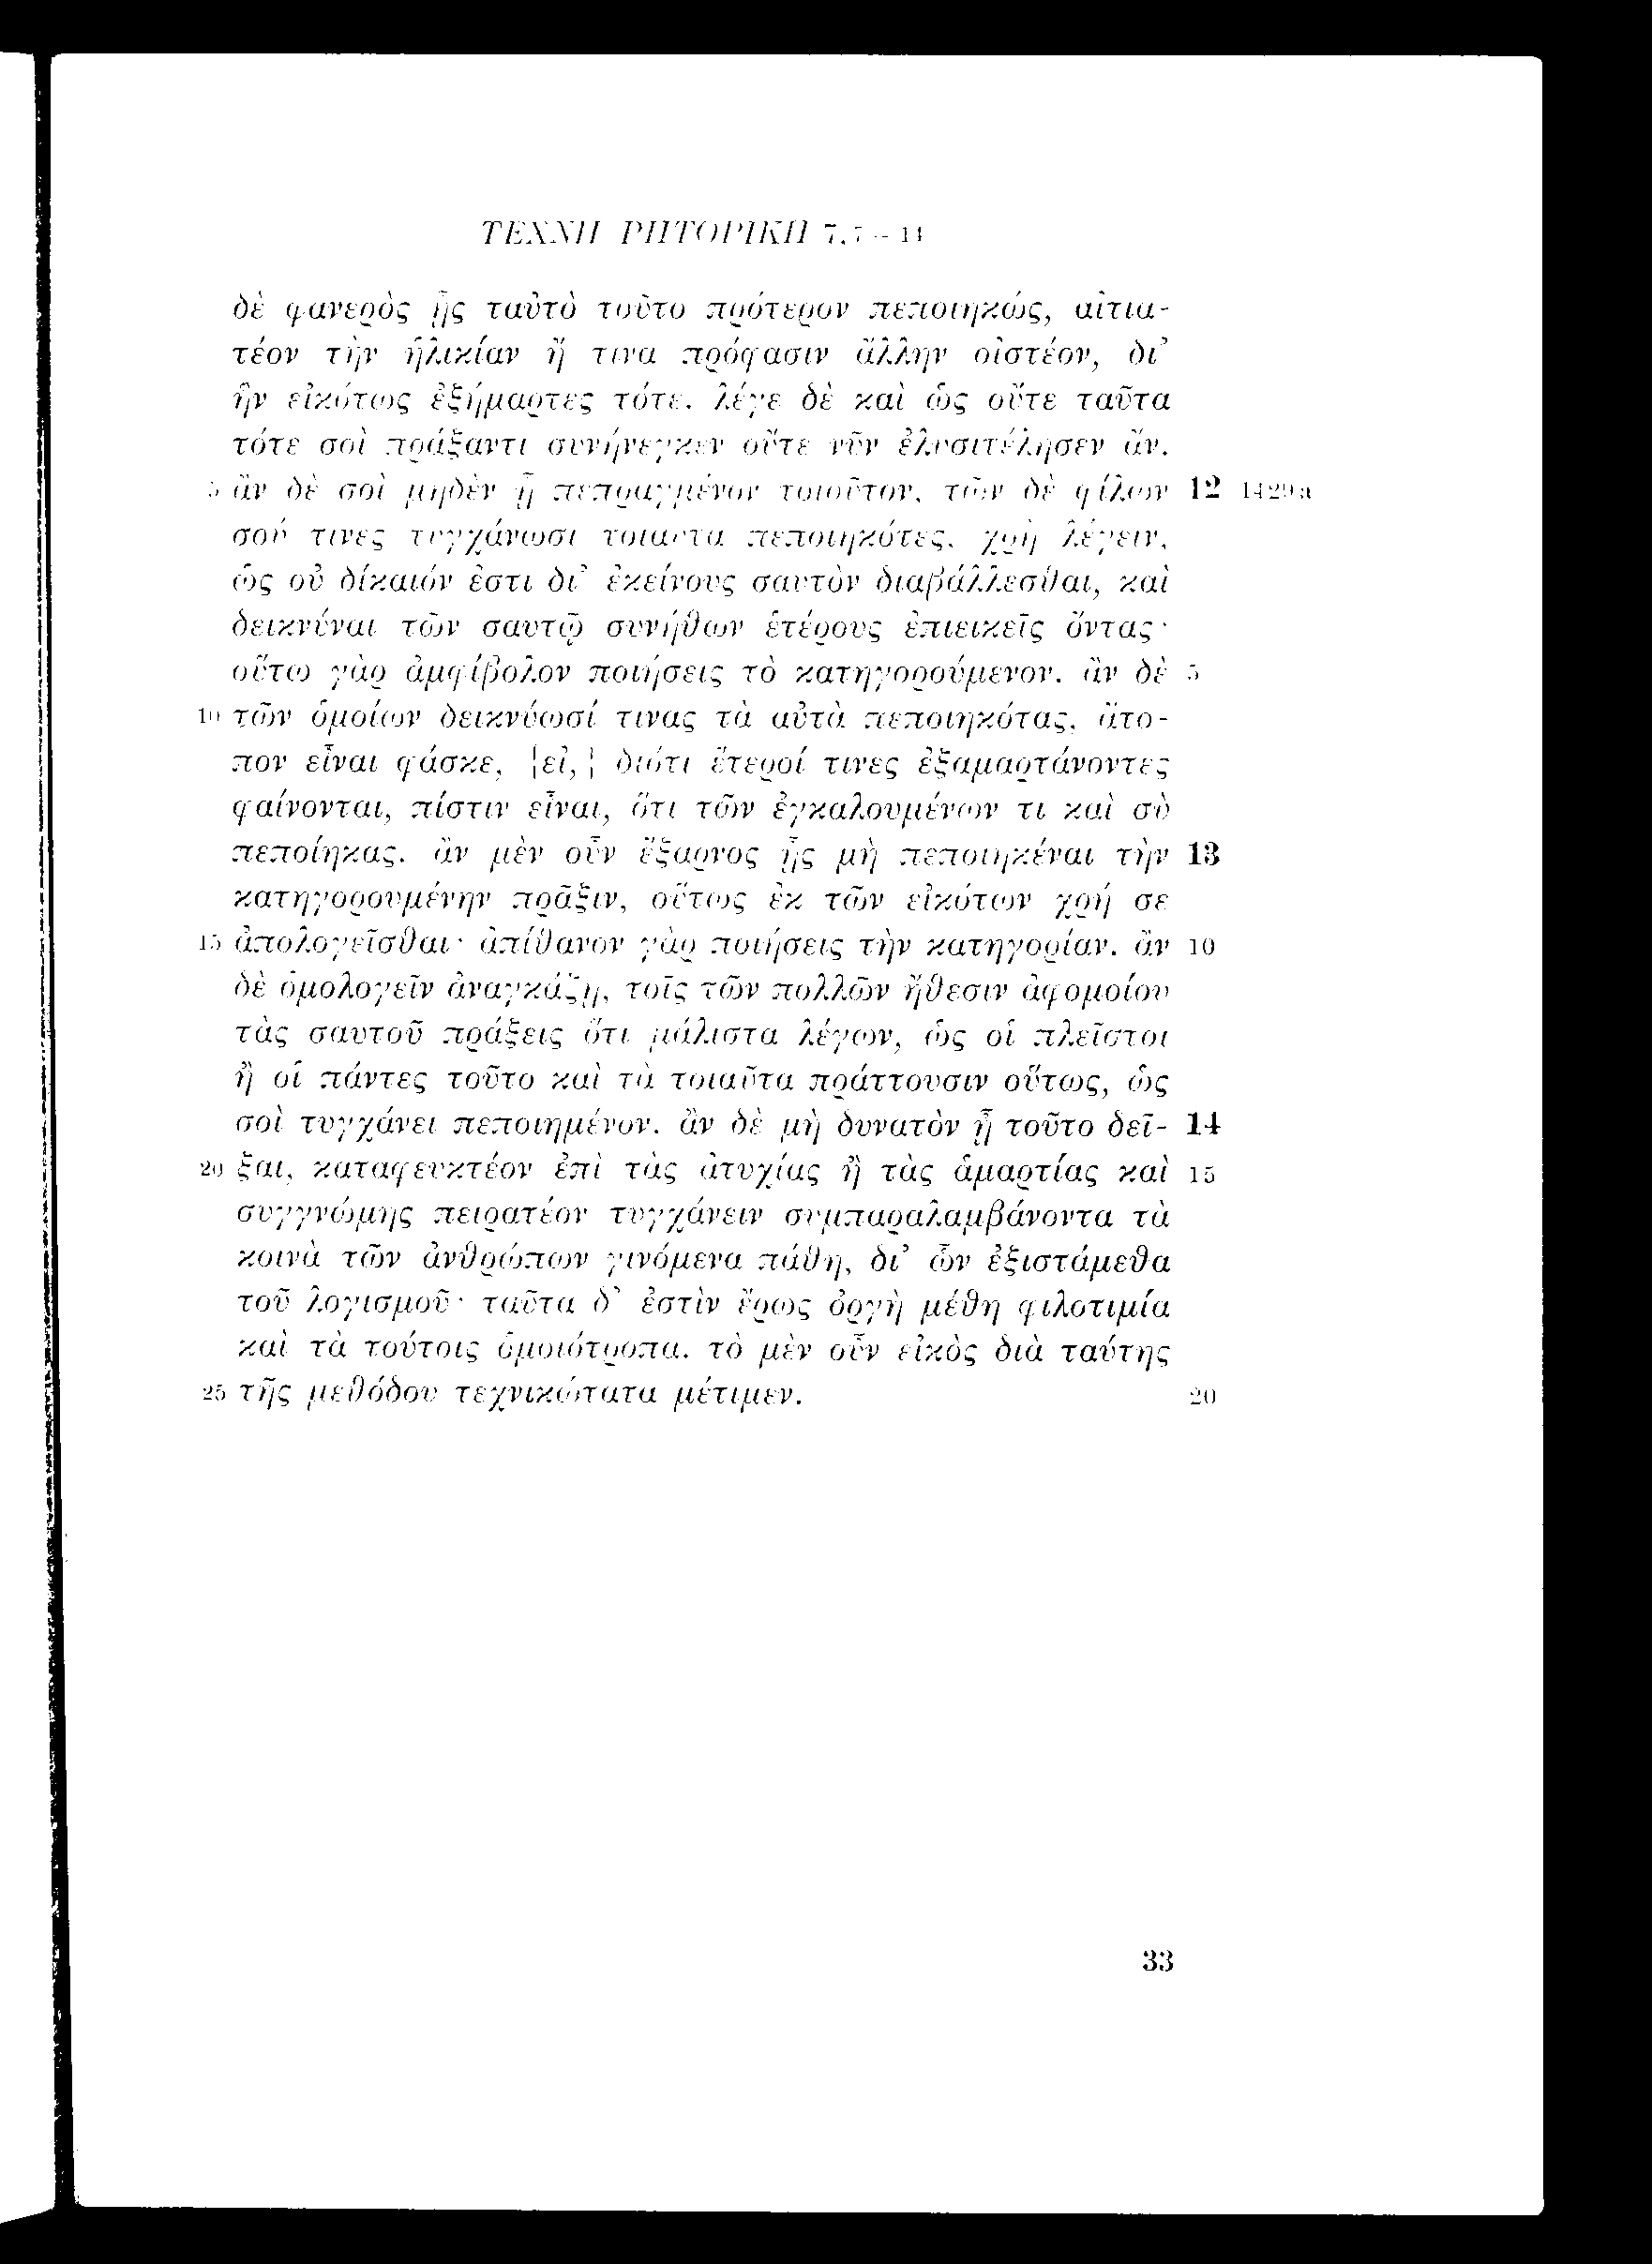 ΤΕΧΝΗ ΡΗΤΟΡΙΚΗ 7,7 – 14
δὲ φανερὸς ᾖς ταὐτὸ τοῦτο πρότερον πεποιηκώς, αἰτια-
τέον τὴν ἡλικίαν ἤ τινα πρόφασιν ἄλλην οἰστέον, δι’
ἣν εἰκότως ἐξήμαρτες τότε. λέγε δὲ καὶ ὡς οὔτε ταῦτα
τότε σοὶ πράξαντι συνήνεγκεν οὔτε νῦν ἐλυσιτέλησεν ἄν.
5 ἂν δὲ σοὶ μηδὲν ᾖ πεπραγμένον τοιοῦτον, τῶν δὲ φίλων 12 1429a
σού τινες τυγχάνωσι τοιαῦτα πεποιηκότες, χρὴ λέγειν,
ὡς οὐ δίκαιόν ἐστι δι’ ἐκείνους σαυτὸν διαβάλλεσθαι, καὶ
δεικνύναι τῶν σαυτῷ συνήθων ἑτέρους ἐπιεικεῖς ὄντας·
οὕτω γὰρ ἀμφίβολον ποιήσεις τὸ κατηγορούμενον. ἂν δὲ 5
10 τῶν ὁμοίων δεικνύωσί τινας τὰ αὐτὰ πεποιηκότας, ἄτο-
πον εἶναι φάσκε, {εἰ,} διότι ἕτεροί τινες ἐξαμαρτάνοντες
φαίνονται, πίστιν εἶναι, ὅτι τῶν ἐγκαλουμένων τι καὶ σὺ
πεποίηκας. ἂν μὲν οὖν ἔξαρνος ᾖς μὴ πεποιηκέναι τὴν 13
κατηγορουμένην πρᾶξιν, οὕτως ἐκ τῶν εἰκότων χρή σε
15 ἀπολογεῖσθαι· ἀπίθανον γὰρ ποιήσεις τὴν κατηγορίαν. ἂν 10
δὲ ὁμολογεῖν ἀναγκάζῃ, τοῖς τῶν πολλῶν ἤθεσιν ἀφομοίου
τὰς σαυτοῦ πράξεις ὅτι μάλιστα λέγων, ὡς οἱ πλεῖστοι
ἢ οἱ πάντες τοῦτο καὶ τὰ τοιαῦτα πράττουσιν οὕτως, ὡς
σοὶ τυγχάνει πεποιημένον. ἂν δὲ μὴ δυνατὸν ᾖ τοῦτο δεῖ- 14
20 ξαι, καταφευκτέον ἐπὶ τὰς ἀτυχίας ἢ τὰς ἁμαρτίας καὶ 15
συγγνώμης πειρατέον τυγχάνειν συμπαραλαμβάνοντα τὰ
κοινὰ τῶν ἀνθρώπων γινόμενα πάθη, δι’ ὧν ἐξιστάμεθα
τοῦ λογισμοῦ· ταῦτα δ’ ἐστὶν ἔρως ὀργὴ μέθη φιλοτιμία
καὶ τὰ τούτοις ὁμοιότροπα. τὸ μὲν οὖν εἰκὸς διὰ ταύτης
25 τῆς μεθόδου τεχνικώτατα μέτιμεν. 20
33